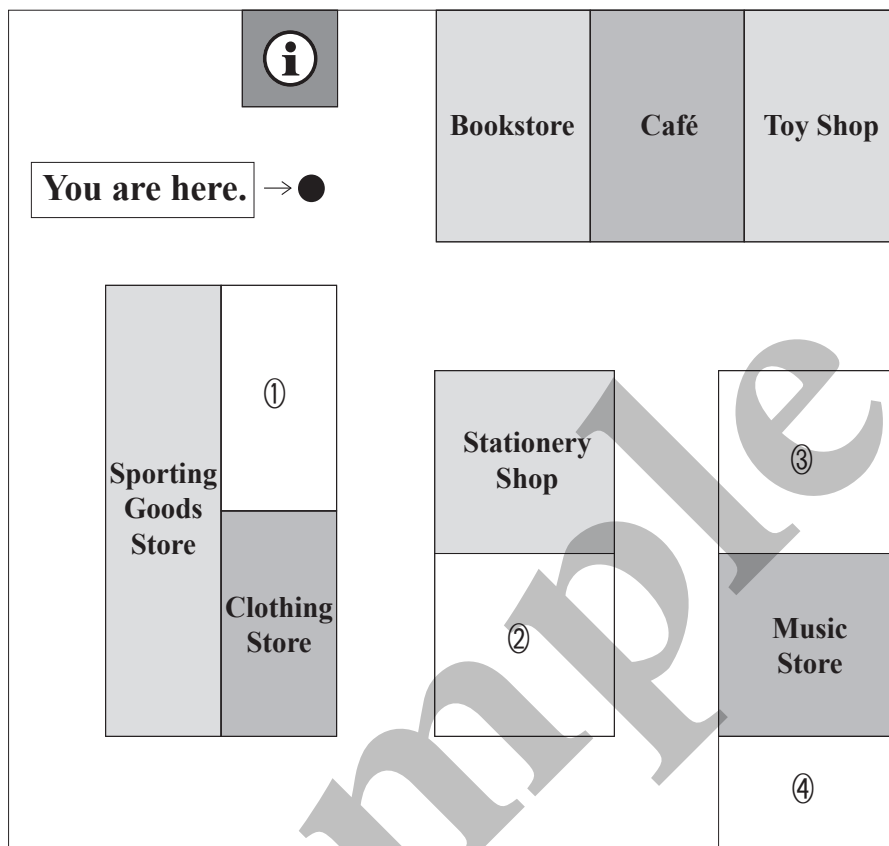 i
Bookstore
Café
Toy Shop
You are here.
①
Sporting
Goods
Store
Clothing
Store
Stationery
Shop
②
③
Music
Store
④
mple